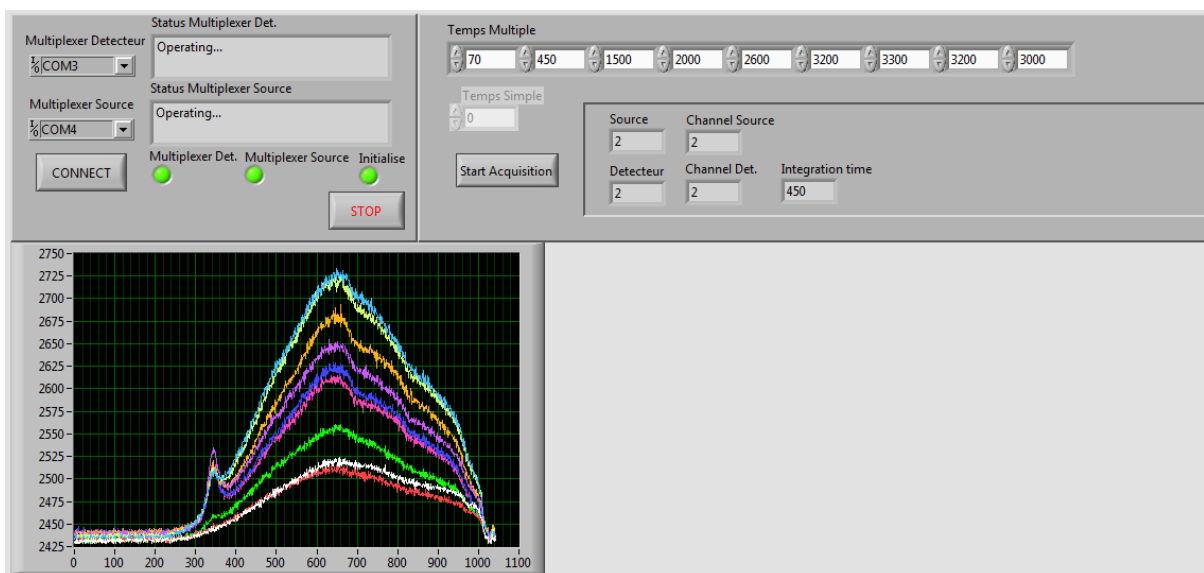 Status Multiplexer Det.
Multiplexer Detecteur
Operating...
COM3
Status Multiplexer Source
Multiplexer Source
Operating...
COM4
Multiplexer Det. Multiplexer Source Initialise
CONNECT
STOP
Temps Multiple
70 450 1500 2000 2600 3200 3300 3200 3000
Temps Simple
0
Source Channel Source
2 2
Start Acquisition
Detecteur Channel Det. Integration time
2 2 450
2750
2725
2700
2675
2650
2625
2600
2575
2550
2525
2500
2475
2450
2425
0 100 200 300 400 500 600 700 800 900 1000 1100